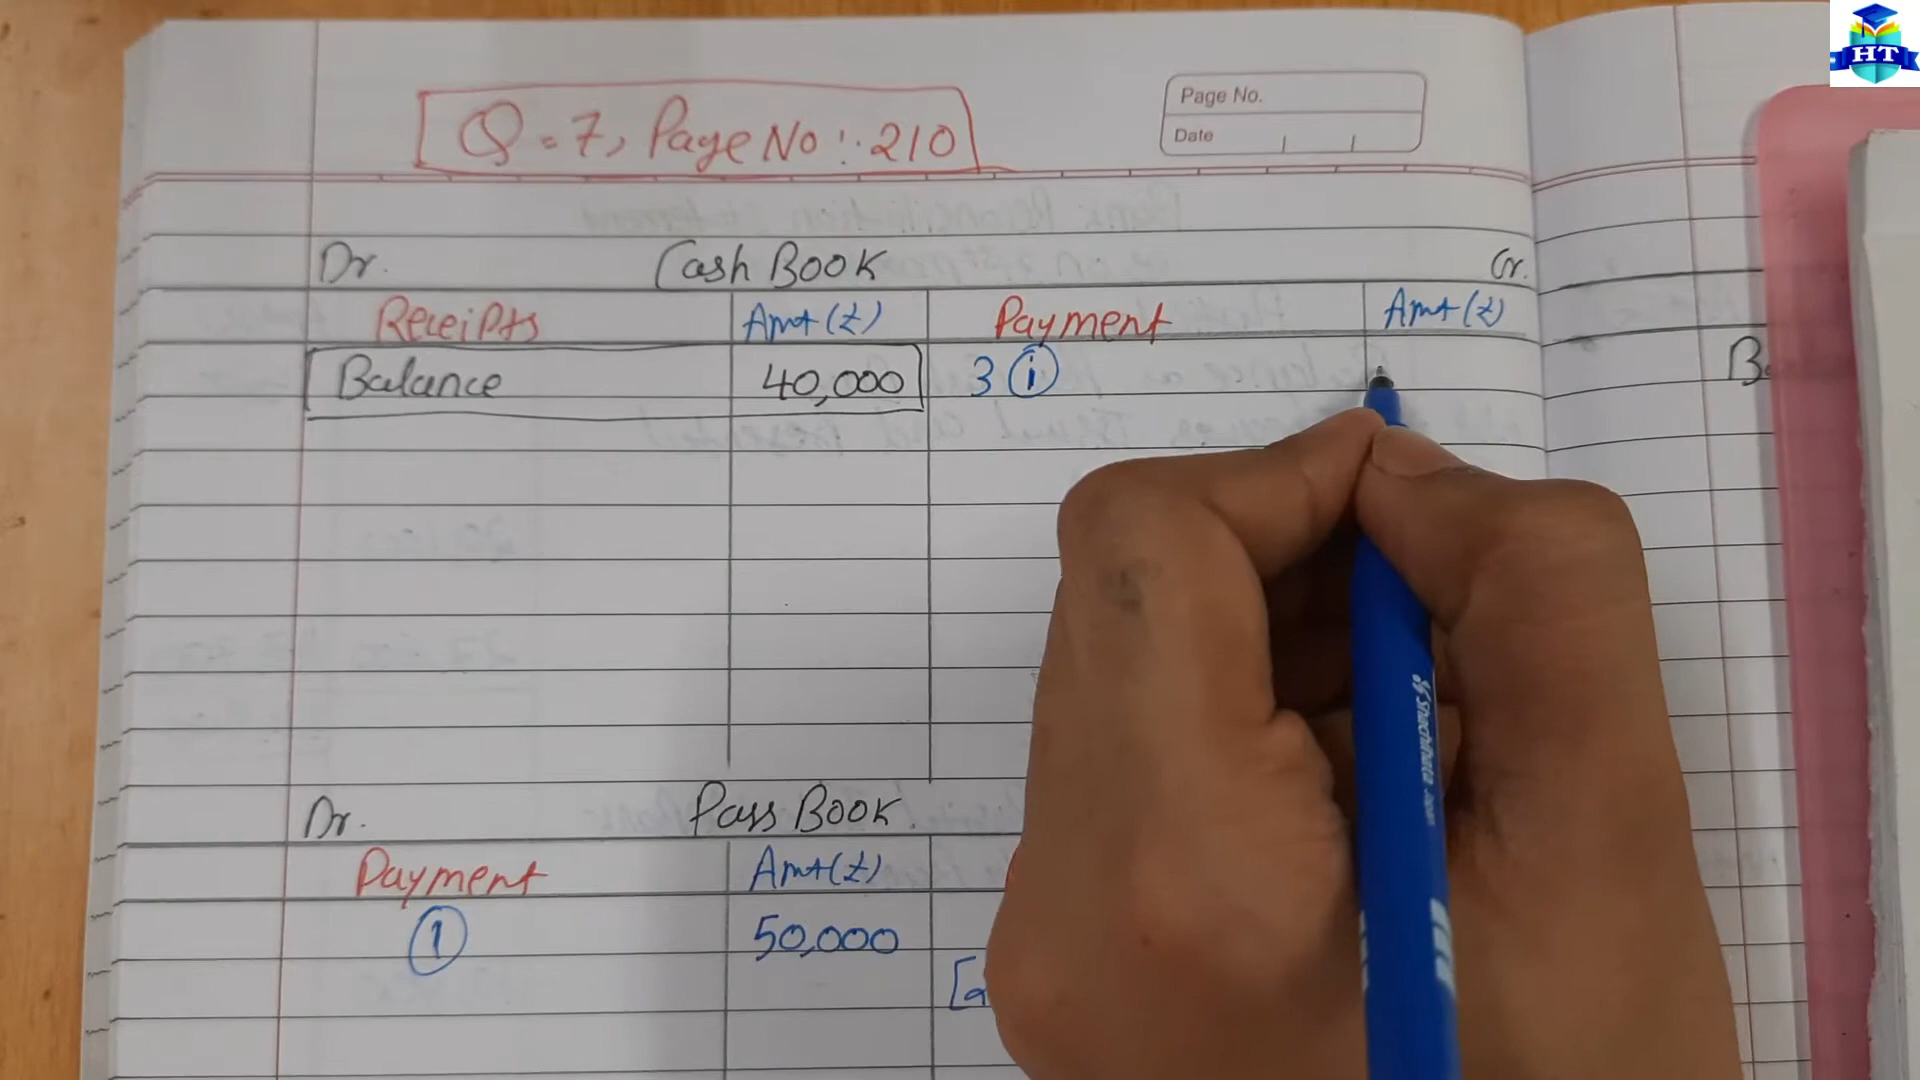 HT
Page No.
Date
Q=7, Page No:-210
Dr. Cash BOOK Cr.
Receipts Amt(₹) Payment Amt(₹)
Balance 40,000 3 (i)
Dr. Pass BOOK.
Payment Amt(₹)
1 50,000